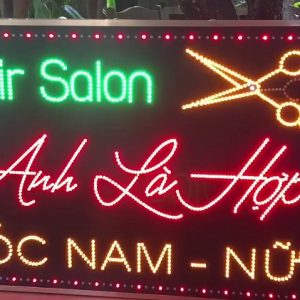 ir Salon
Anh Là Hợp
ÓC NAM - NỮ